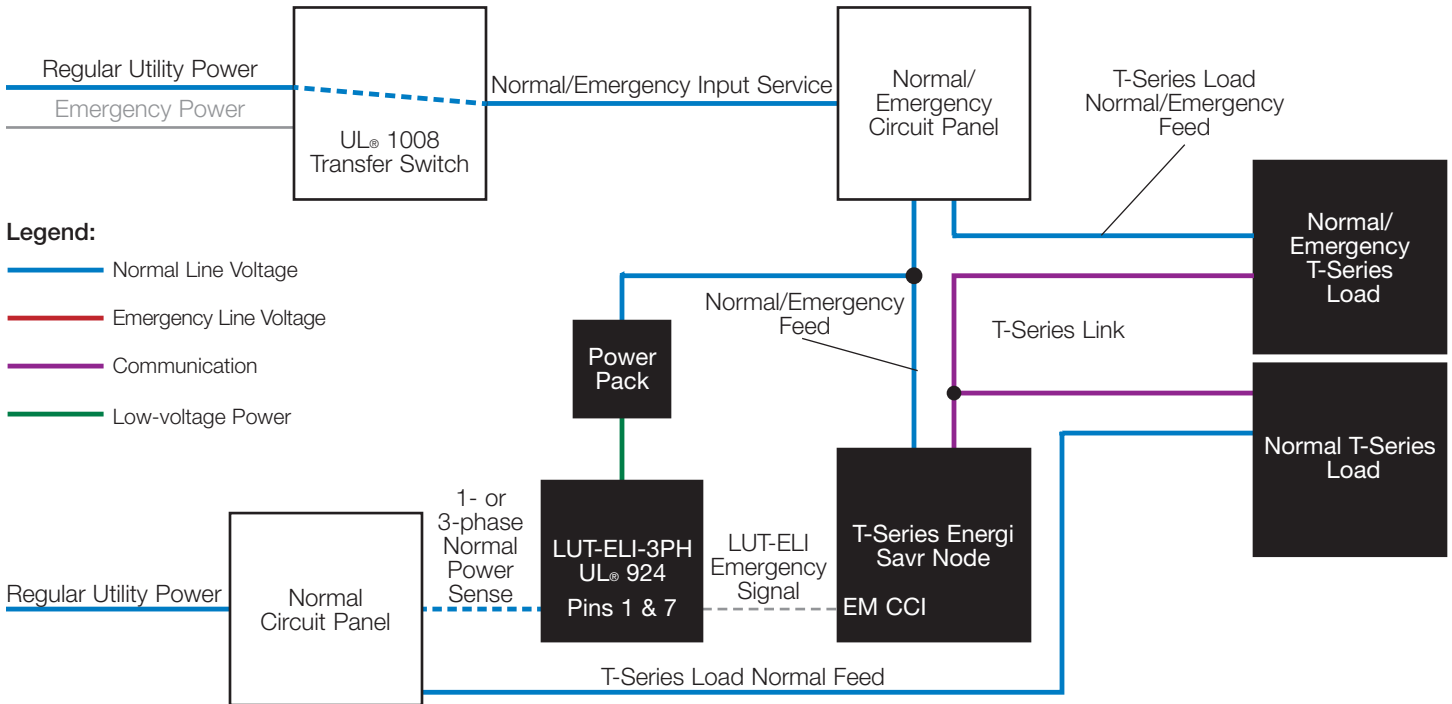 Regular Utility Power
Emergency Power
UL® 1008
Transfer Switch
Normal/Emergency Input Service
Normal/
Emergency
Circuit Panel
T-Series Load
Normal/Emergency
Feed
Normal/
Emergency
T-Series
Load
Legend:
Normal Line Voltage
Emergency Line Voltage
Communication
Low-voltage Power
Normal/Emergency
Feed
T-Series Link
Power
Pack
Normal T-Series
Load
1- or
3-phase
Normal
Power
Sense
LUT-ELI-3PH
UL® 924
Pins 1 & 7
LUT-ELI
Emergency
Signal
T-Series Energi
Savr Node
EM CCI
Regular Utility Power
Normal
Circuit Panel
T-Series Load Normal Feed